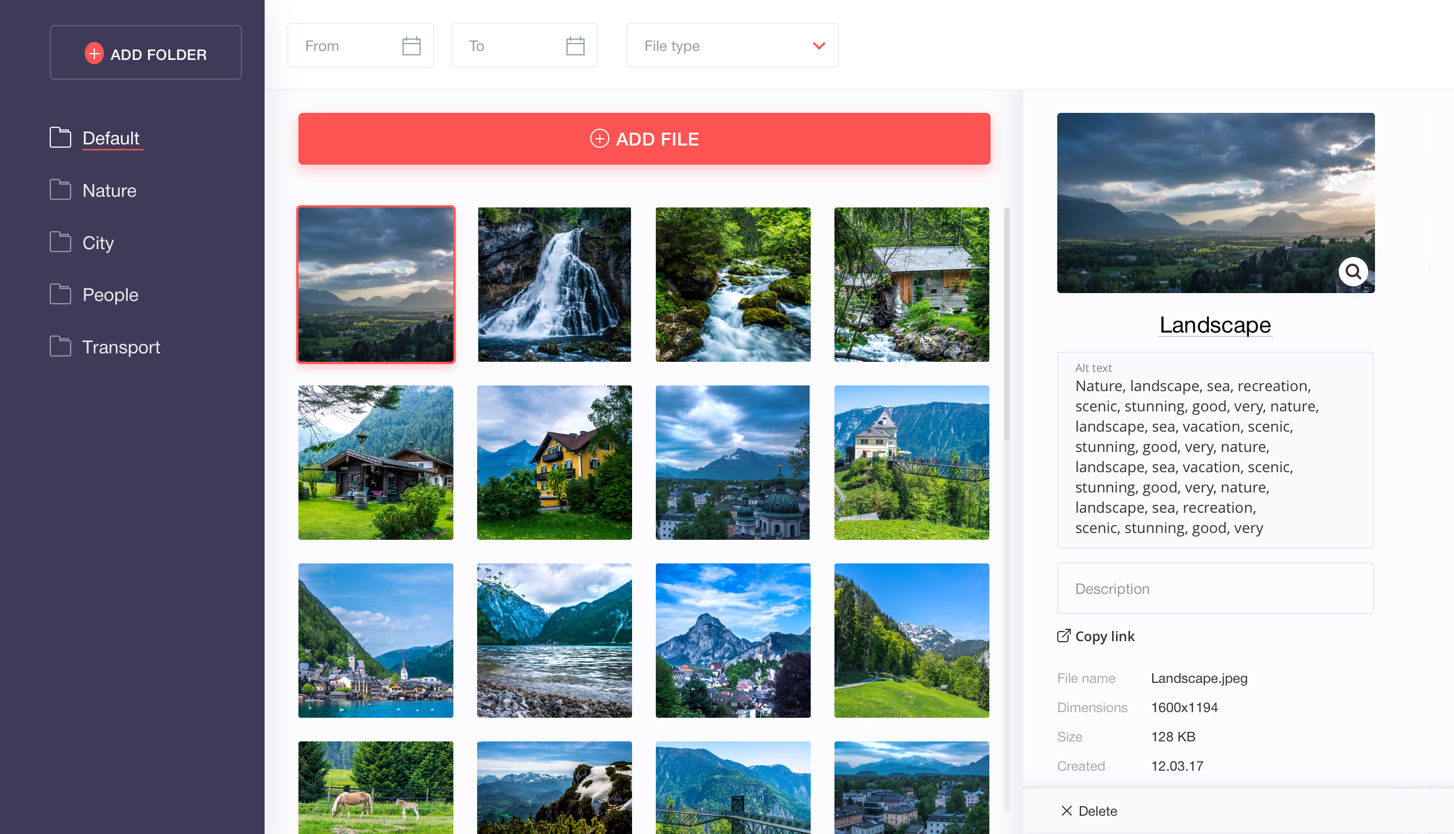 ADD FOLDER
Default
Nature
City
People
Transport
From
To
File type
ADD FILE
Landscape
Alt text
Nature, landscape, sea, recreation,
scenic, stunning, good, very, nature,
landscape, sea, vacation, scenic,
stunning, good, very, nature,
landscape, sea, vacation, scenic,
stunning, good, very, nature,
landscape, sea, recreation,
scenic, stunning, good, very
Description
Copy link
File name Landscape.jpeg
Dimensions 1600x1194
Size 128 KB
Created 12.03.17
Delete